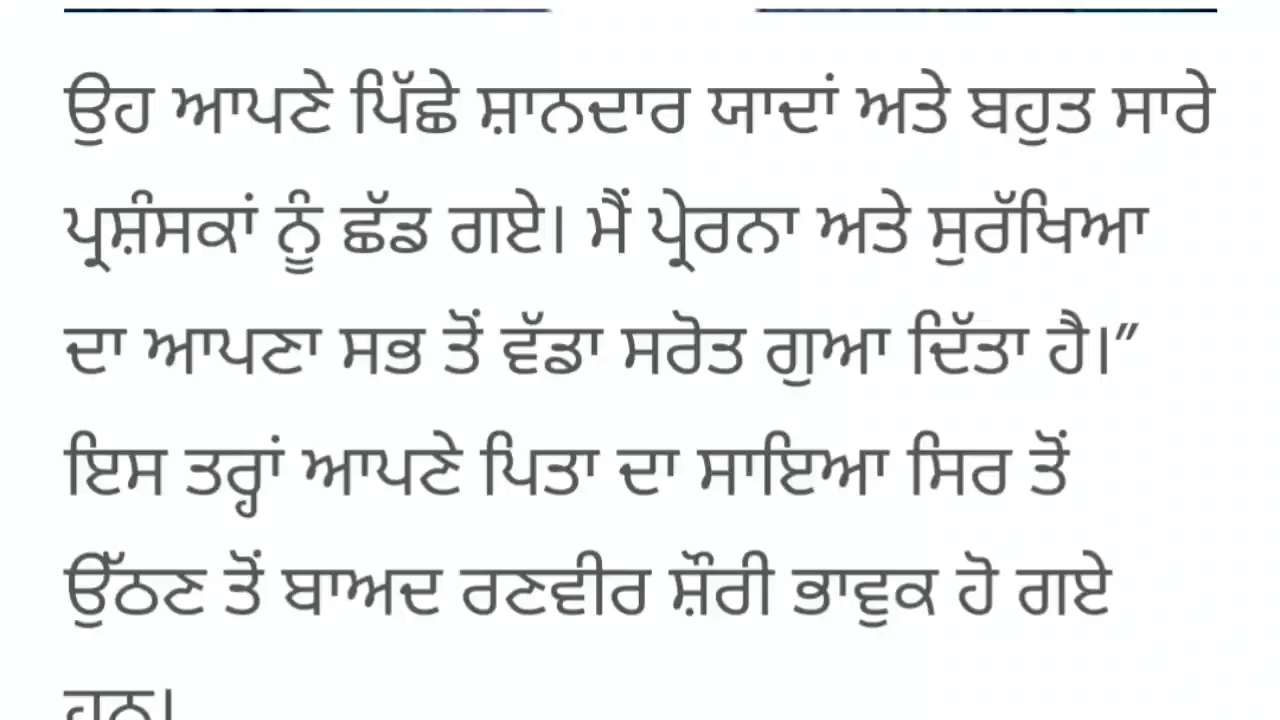 ਉਹ ਆਪਣੇ ਪਿੱਛੇ ਸ਼ਾਨਦਾਰ ਯਾਦਾਂ ਅਤੇ ਬਹੁਤ ਸਾਰੇ
ਪ੍ਰਸ਼ੰਸਕਾਂ ਨੂੰ ਛੱਡ ਗਏ। ਮੈਂ ਪ੍ਰੇਰਨਾ ਅਤੇ ਸੁਰੱਖਿਆ
ਦਾ ਆਪਣਾ ਸਭ ਤੋਂ ਵੱਡਾ ਸਰੋਤ ਗੁਆ ਦਿੱਤਾ ਹੈ।”
ਇਸ ਤਰ੍ਹਾਂ ਆਪਣੇ ਪਿਤਾ ਦਾ ਸਾਇਆ ਸਿਰ ਤੋਂ
ਉੱਠਣ ਤੋਂ ਬਾਅਦ ਰਣਵੀਰ ਸ਼ੌਰੀ ਭਾਵੁਕ ਹੋ ਗਏ
ਹਨ।